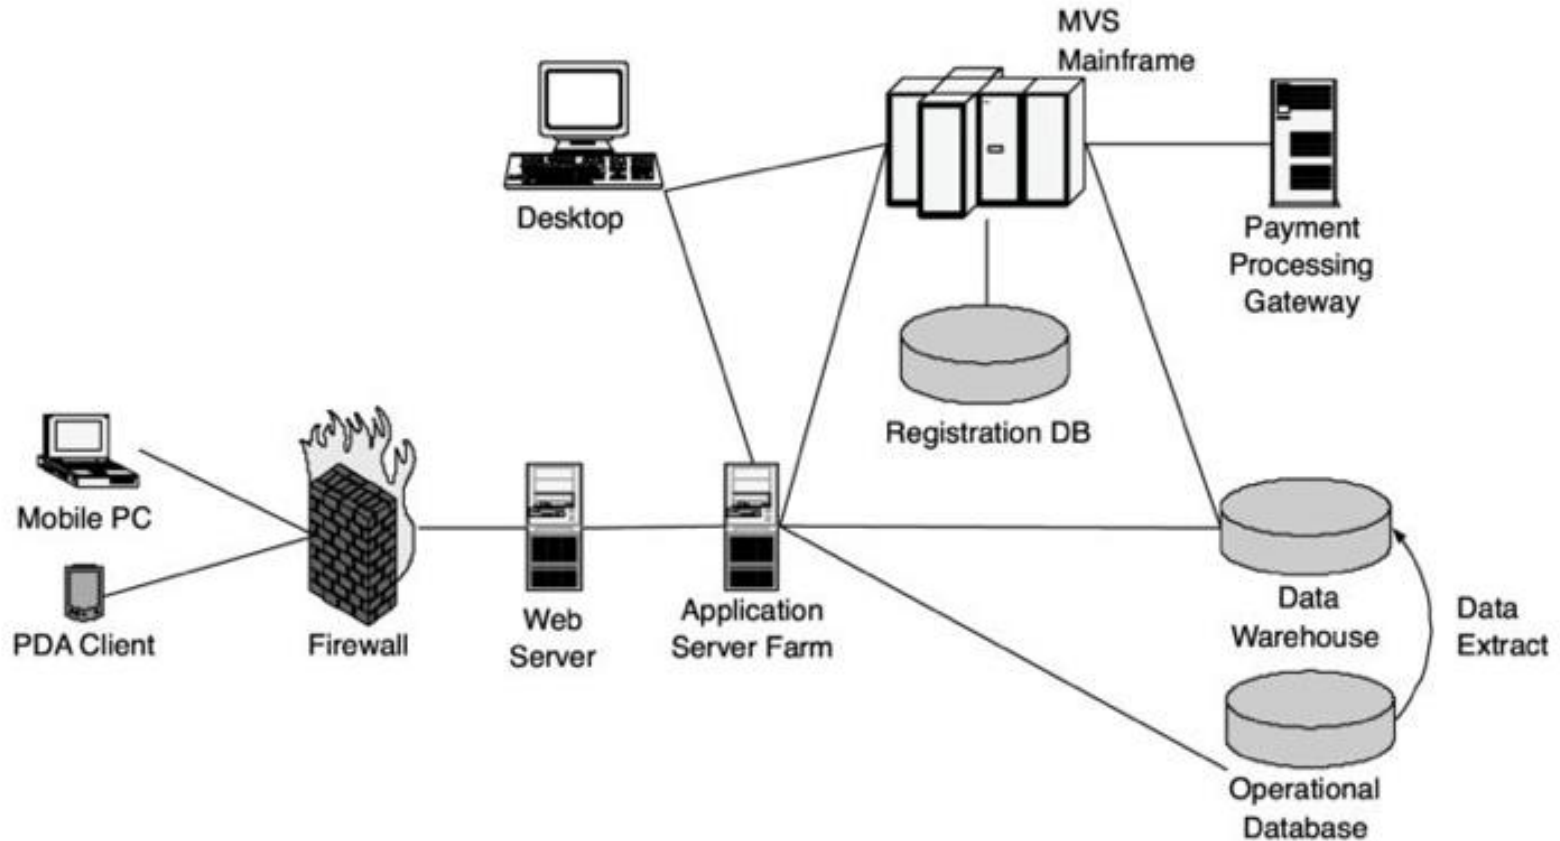 MVS
Mainframe
Desktop
Payment
Processing
Gateway
Registration DB
Mobile PC
PDA Client
Firewall
Web
Server
Application
Server Farm
Data
Warehouse
Data
Extract
Operational
Database